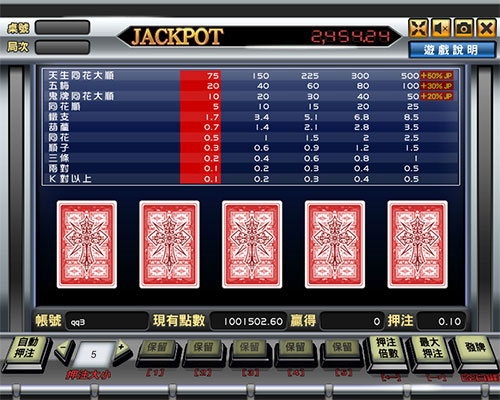 桌號
局次
JACKPOT 2,454.24
遊戲說明
天生同花大順 75 150 225 300 500 +50% JP
五騎 20 40 60 80 100 +30% JP
鬼牌同花大順 10 20 30 40 50 +20% JP
同花順 5 10 15 20 25
鐵支 1.7 3.4 5.1 6.8 8.5
葫蘆 0.7 1.4 2.1 2.8 3.5
同花 0.5 1 1.5 2 2.5
順子 0.3 0.6 0.9 1.2 1.5
三條 0.2 0.4 0.6 0.8 1
兩對 0.1 0.2 0.3 0.4 0.5
K對以上 0.1 0.2 0.3 0.4 0.5
帳號 qq3 現有點數 1001502.60 贏得 0 押注 0.10
自動押注 - 5 + 保留 保留 保留 保留 保留 押注倍數 最大押注 發牌
押注大小 [1] [2] [3] [4] [5] [←] [→]